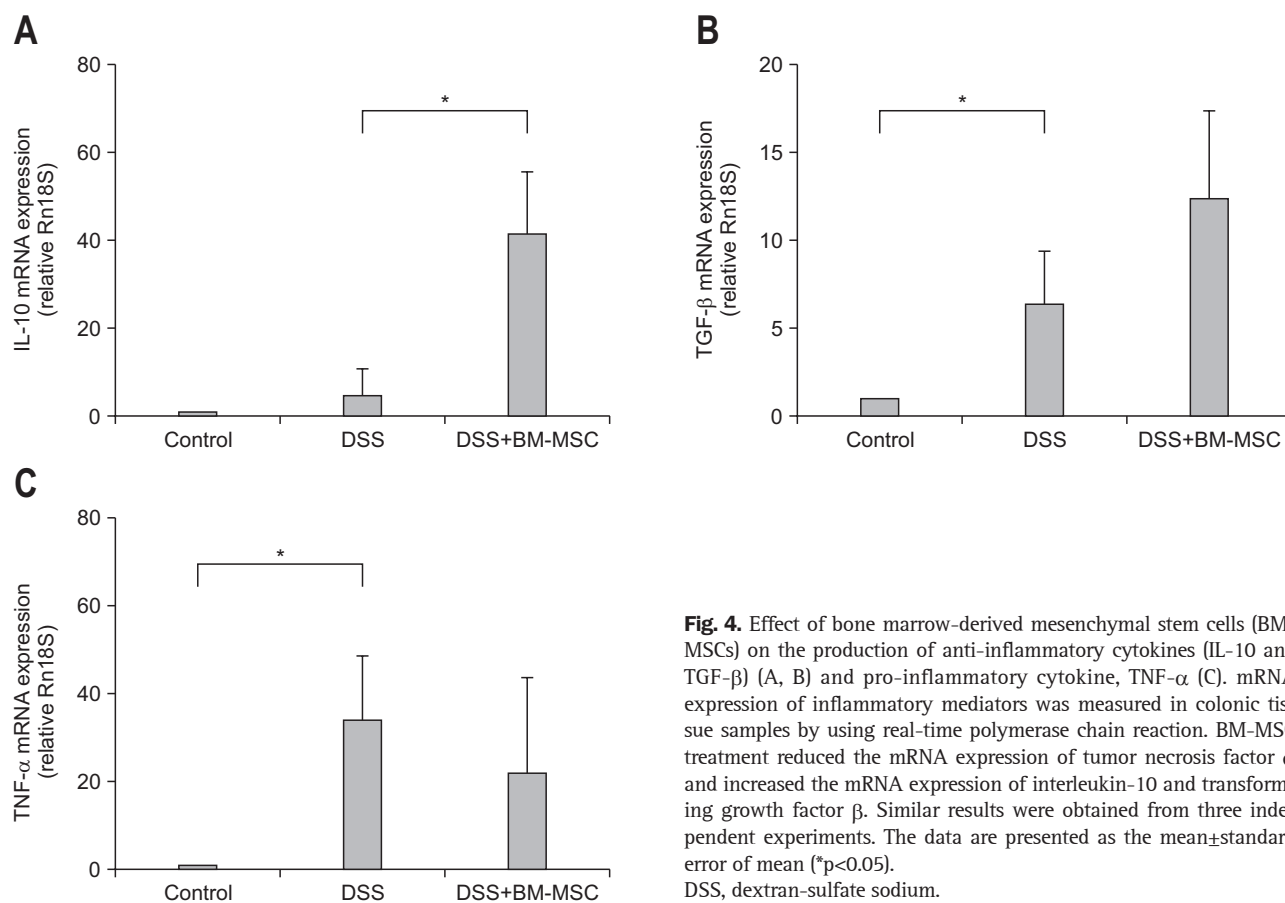 A
80
60
40
20
0
IL-10 mRNA expression
(relative Rn18S)
*
Control DSS DSS+BM-MSC
B
20
15
10
5
0
TGF-β mRNA expression
(relative Rn18S)
*
Control DSS DSS+BM-MSC
C
80
60
40
20
0
TNF-α mRNA expression
(relative Rn18S)
*
Control DSS DSS+BM-MSC
Fig. 4. Effect of bone marrow-derived mesenchymal stem cells (BM
MSCs) on the production of anti-inflammatory cytokines (IL-10 an
TGF-β) (A, B) and pro-inflammatory cytokine, TNF-α (C). mRNA
expression of inflammatory mediators was measured in colonic tis
sue samples by using real-time polymerase chain reaction. BM-MSC
treatment reduced the mRNA expression of tumor necrosis factor
and increased the mRNA expression of interleukin-10 and transform
ing growth factor β. Similar results were obtained from three inde
pendent experiments. The data are presented as the mean±standar
error of mean (*p<0.05).
DSS, dextran-sulfate sodium.